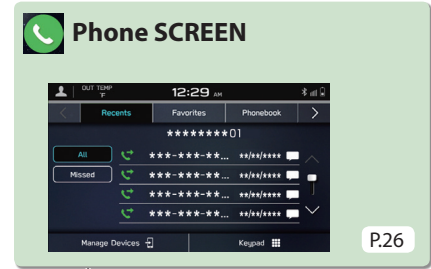 Phone SCREEN
OUT TEMP
°F
12:29 AM
Recents Favorites Phonebook
********01
All ***-***-**... **/**/****
Missed ***-***-**... **/**/****
***-***-**... **/**/****
***-***-**... **/**/****
Manage Devices Keypad
P.26